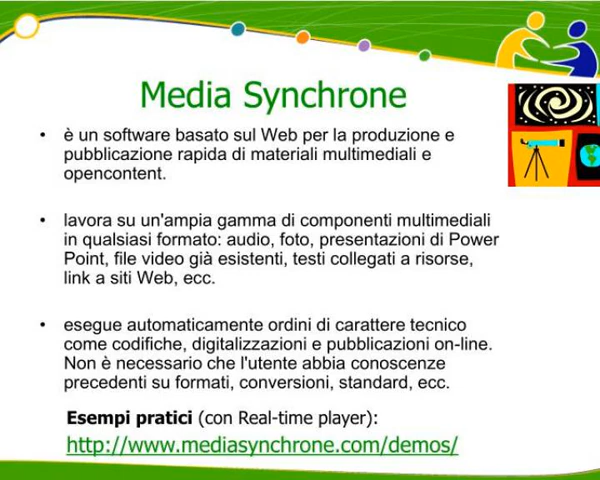 Media Synchrone
• è un software basato sul Web per la produzione e
pubblicazione rapida di materiali multimediali e
opencontent.
• lavora su un'ampia gamma di componenti multimediali
in qualsiasi formato: audio, foto, presentazioni di Power
Point, file video già esistenti, testi collegati a risorse,
link a siti Web, ecc.
• esegue automaticamente ordini di carattere tecnico
come codifiche, digitalizzazioni e pubblicazioni on-line.
Non è necessario che l'utente abbia conoscenze
precedenti su formati, conversioni, standard, ecc.
Esempi pratici (con Real-time player):
http://www.mediasynchrone.com/demos/